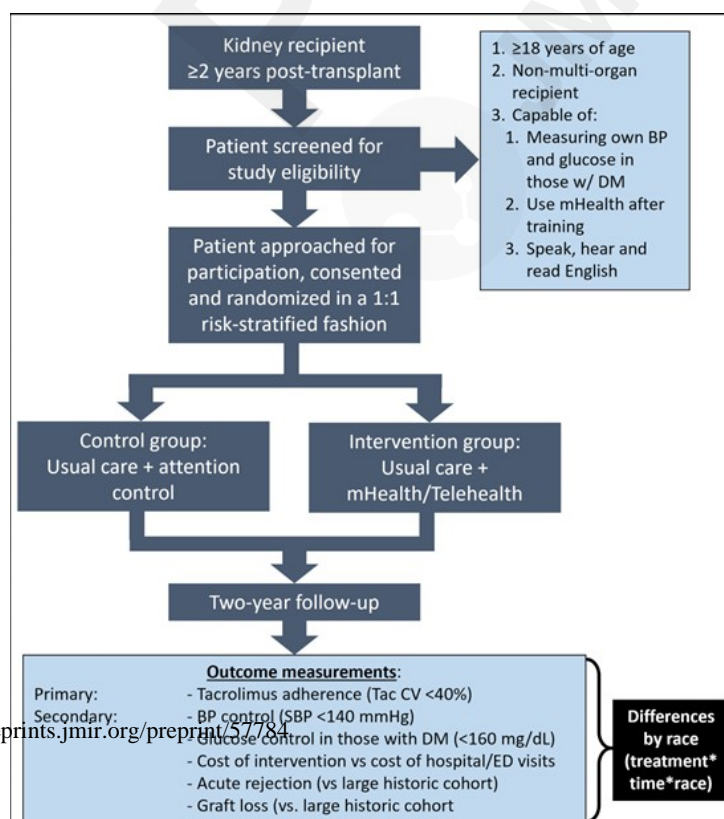 Kidney recipient
≥2 years post-transplant
1. ≥18 years of age
2. Non-multi-organ
recipient
3. Capable of:
1. Measuring own BP
and glucose in
those w/ DM
2. Use mHealth after
training
3. Speak, hear and
read English
Patient screened for
study eligibility
Patient approached for
participation, consented
and randomized in a 1:1
risk-stratified fashion
Control group:
Usual care + attention
control
Intervention group:
Usual care +
mHealth/Telehealth
Two-year follow-up
Outcome measurements:
Primary: - Tacrolimus adherence (Tac CV <40%)
Secondary: - BP control (SBP <140 mmHg)
- Glucose control in those with DM (<160 mg/dL)
- Cost of intervention vs cost of hospital/ED visits
- Acute rejection (vs large historic cohort)
- Graft loss (vs. large historic cohort
Differences
by race
(treatment*
time*race)
eprints.jmir.org/preprint/57784